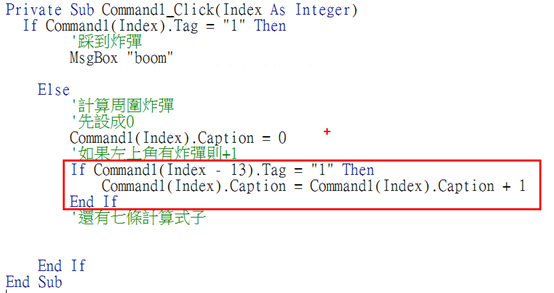 Private Sub Command1_Click(Index As Integer)
If Command1(Index).Tag = "1" Then
'踩到炸彈
MsgBox "boom"
Else
'計算周圍炸彈
'先設成0
Command1(Index).Caption = 0
'如果左上角有炸彈則+1
If Command1(Index - 13).Tag = "1" Then
Command1(Index).Caption = Command1(Index).Caption + 1
End If
'還有七條計算式子
End If
End Sub